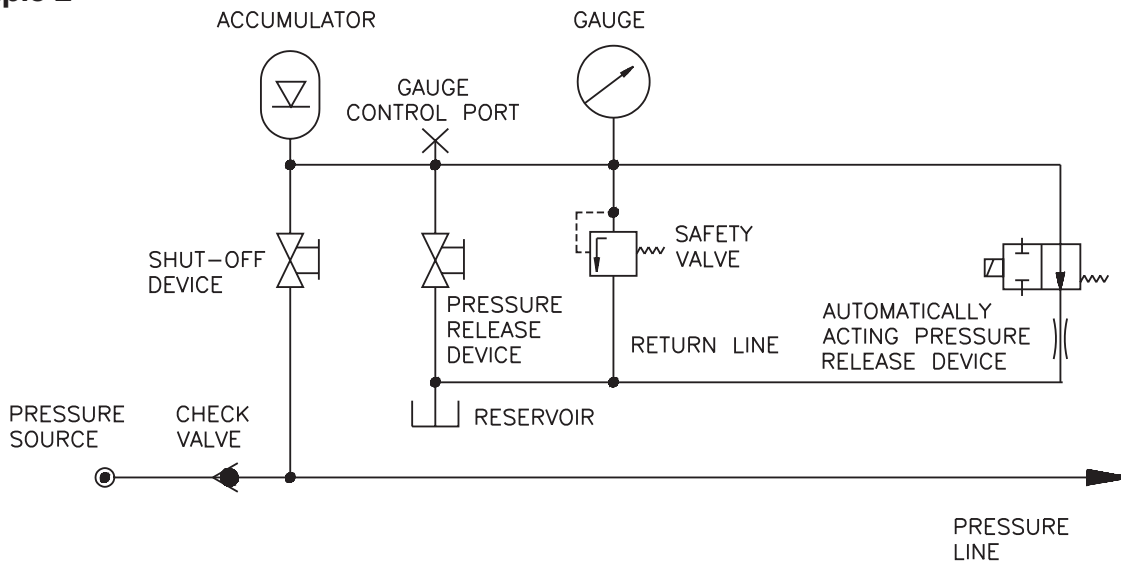 ACCUMULATOR
GAUGE
GAUGE
CONTROL PORT
SHUT-OFF
DEVICE
PRESSURE
RELEASE
DEVICE
SAFETY
VALVE
RETURN LINE
AUTOMATICALLY
ACTING PRESSURE
RELEASE DEVICE
RESERVOIR
PRESSURE
SOURCE
CHECK
VALVE
PRESSURE
LINE